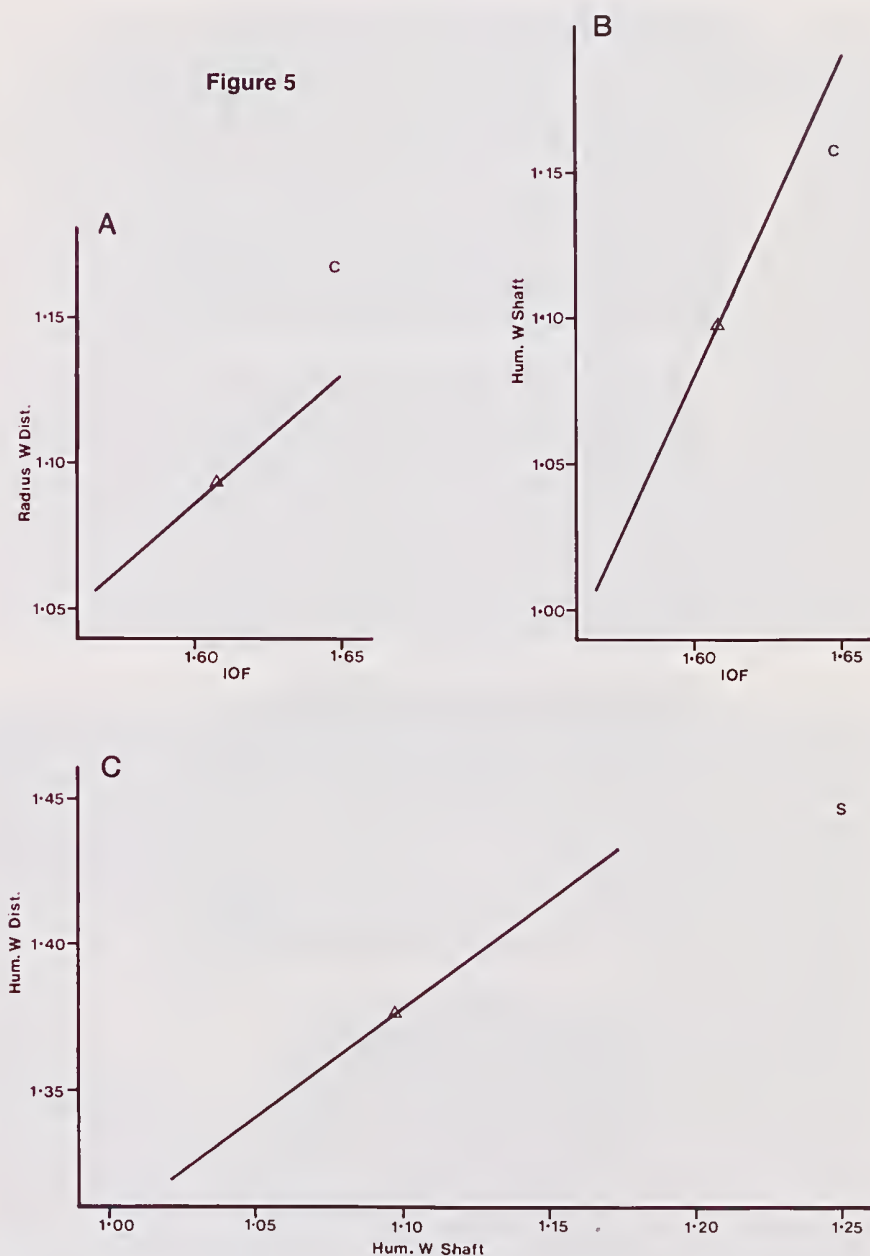 Figure 5
A
C
1·15
1·10
1·05
Radius W Dist.
1·60
1·65
IOF
B
C
1·15
1·10
1·05
1·00
Hum. W Shaft
1·60
1·65
IOF
C
S
1·45
1·40
1·35
Hum. W Dist.
1·00
1·05
1·10
1·15
1·20
1·25
Hum. W Shaft